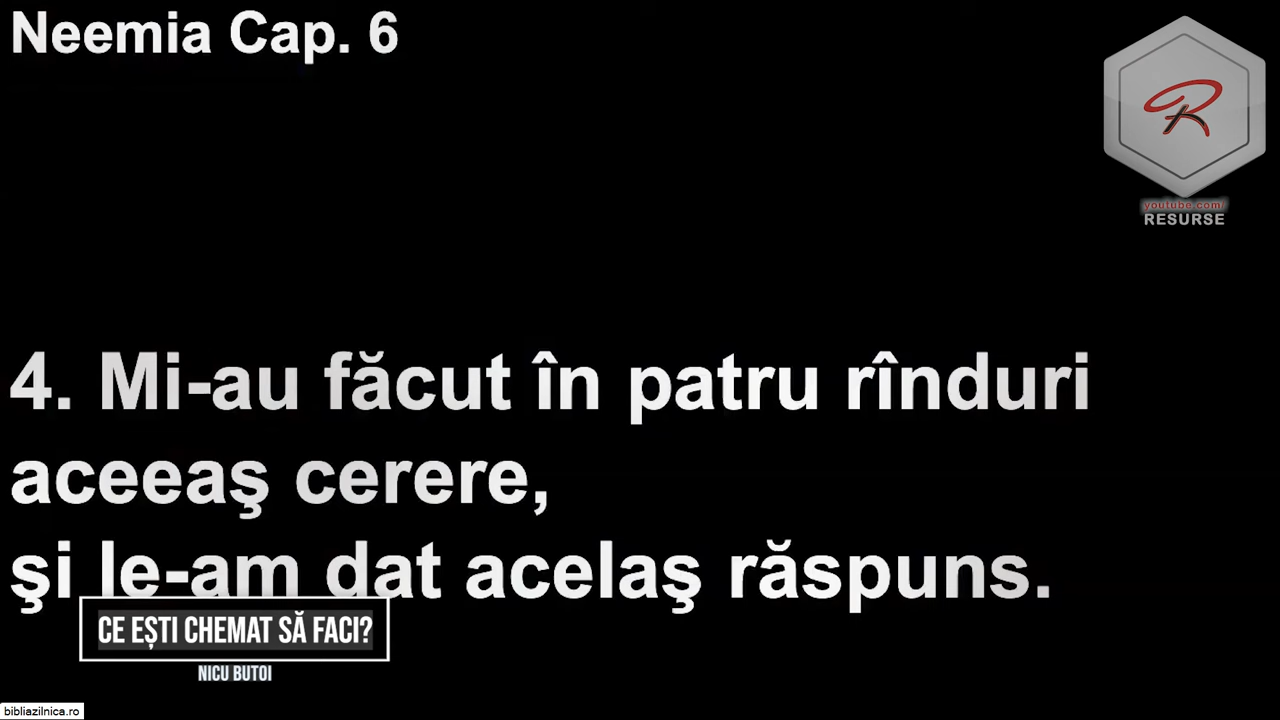 Neemia Cap. 6
R
youtube.com/
RESURSE
4. Mi-au făcut în patru rînduri
aceeaş cerere,
şi le-am dat acelaş răspuns.
CE EȘTI CHEMAT SĂ FACI?
NICU BUTOI
bibliazilnica.ro